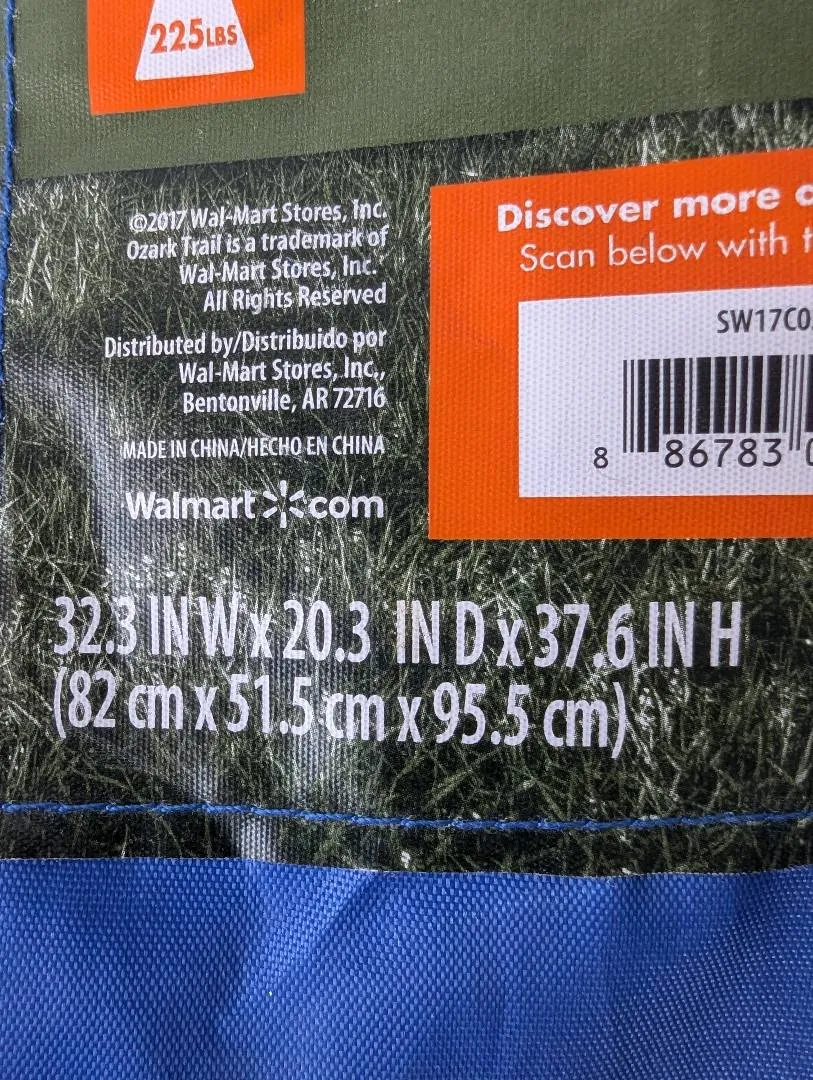 225LBS
©2017 Wal-Mart Stores, Inc.
Ozark Trail is a trademark of
Wal-Mart Stores, Inc.
All Rights Reserved
Distributed by/Distribuido por
Wal-Mart Stores, Inc.,
Bentonville, AR 72716
MADE IN CHINA/HECHO EN CHINA
Walmart com
Discover more
Scan below with
SW17C0
8 86783
32.3 IN W x 20.3 IN D x 37.6 IN H
(82 cm x 51.5 cm x 95.5 cm)